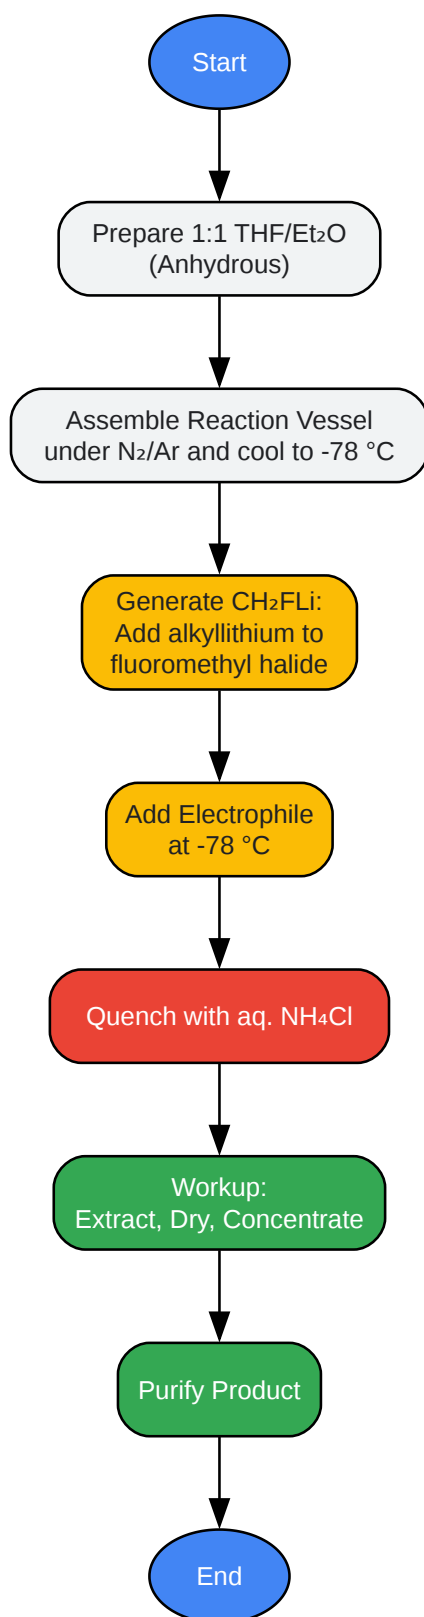 Start
Prepare 1:1 THF/Et₂O
(Anhydrous)
Assemble Reaction Vessel
under N₂/Ar and cool to -78 °C
Generate CH₂FLi:
Add alkyllithium to
fluoromethyl halide
Add Electrophile
at -78 °C
Quench with aq. NH₄Cl
Workup:
Extract, Dry, Concentrate
Purify Product
End